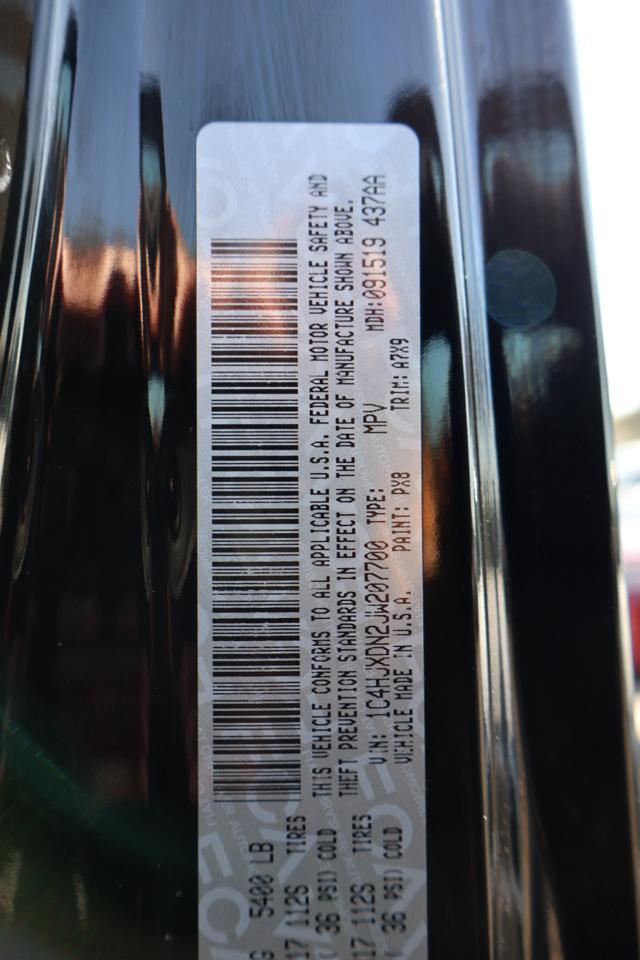 G 5400 LB
17 112S TIRES
( 36 PSI) COLD
17 112S TIRES
( 36 PSI) COLD
THIS VEHICLE CONFORMS TO ALL APPLICABLE U.S.A. FEDERAL MOTOR VEHICLE SAFETY AND
THEFT PREVENTION STANDARDS IN EFFECT ON THE DATE OF MANUFACTURE SHOWN ABOVE.
VIN: 1C4HJXDN2JW207700 TYPE: MPV MDH:091519 437AA
VEHICLE MADE IN U.S.A. PAINT: PX8 TRIM: A7X9